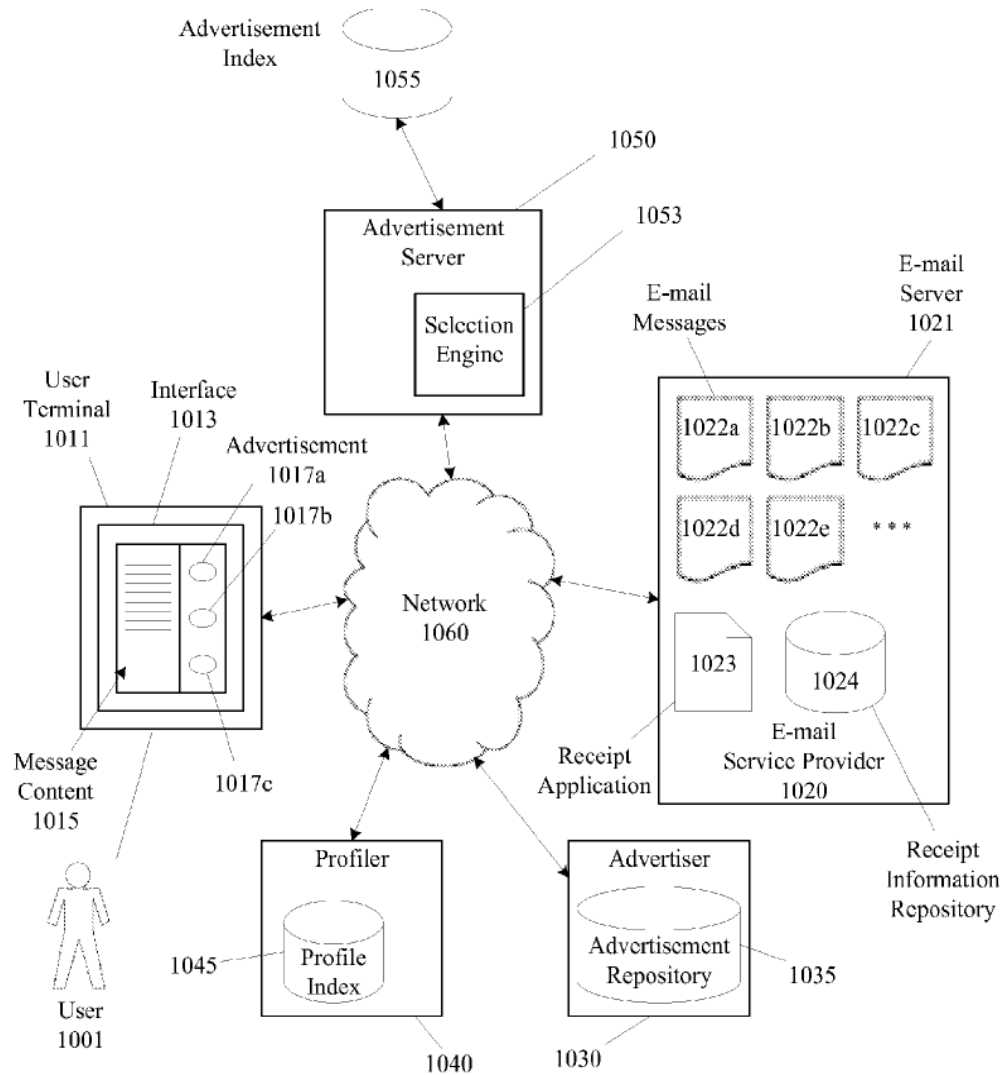 Advertisement
Index
1055
1050
1053
Advertisement
Server
Selection
Engine
E-mail
Messages
E-mail
Server
1021
1022a
1022b
1022c
1022d
1022e
* * *
1023
1024
Receipt
Application
E-mail
Service Provider
1020
Receipt
Information
Repository
User
Terminal
1011
Interface
1013
Advertisement
1017a
1017b
1017c
Message
Content
1015
Network
1060
User
1001
Profiler
1045
Profile
Index
1040
Advertiser
Advertisement
Repository
1035
1030